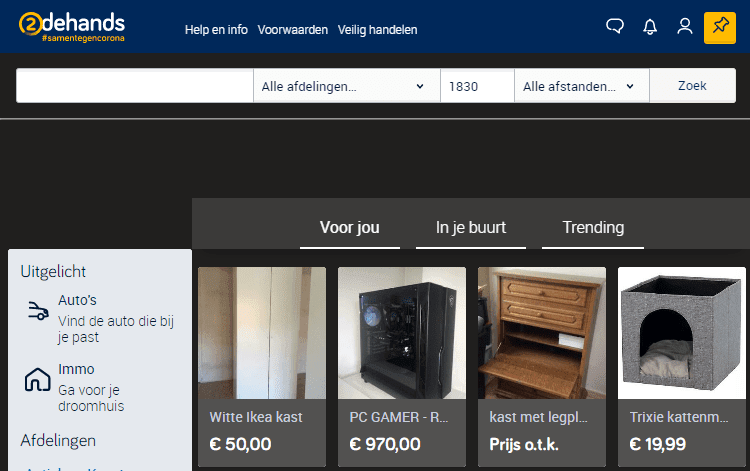 2dehands
#samentegencorona
Help en info Voorwaarden Veilig handelen
Alle afdelingen... 1830 Alle afstanden... Zoek
Voor jou In je buurt Trending
Uitgelicht
Auto's
Vind de auto die bij
je past
Immo
Ga voor je
droomhuis
Afdelingen
Witte Ikea kast
€ 50,00
PC GAMER - R...
€ 970,00
kast met legpl...
Prijs o.t.k.
Trixie kattenm...
€ 19,99